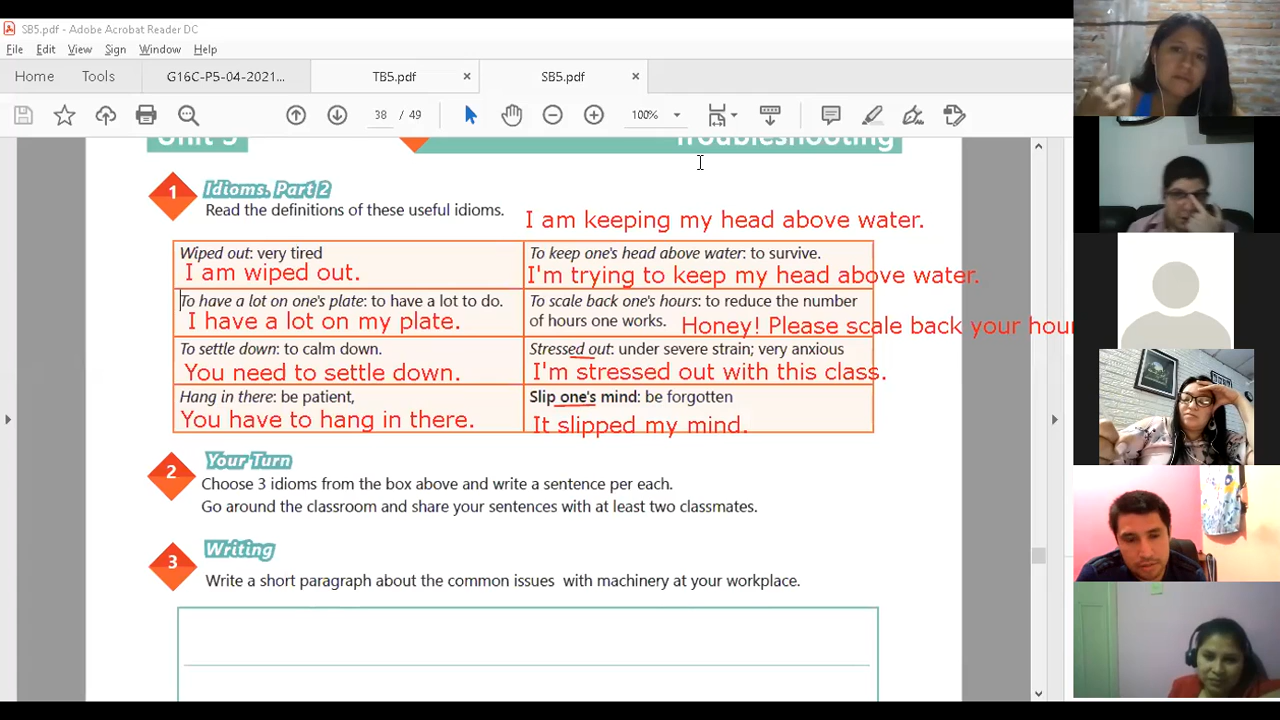 SB5.pdf - Adobe Acrobat Reader DC
File Edit View Sign Window Help
Home Tools G16C-P5-04-2021... TB5.pdf × SB5.pdf ×
38 / 49 100%
Unit 5 Troubleshooting
1 Idioms. Part 2
Read the definitions of these useful idioms.
I am keeping my head above water.
Wiped out: very tired
I am wiped out.
To keep one's head above water: to survive.
I'm trying to keep my head above water.
To have a lot on one's plate: to have a lot to do.
I have a lot on my plate.
To scale back one's hours: to reduce the number
of hours one works.
Honey! Please scale back your hour
To settle down: to calm down.
You need to settle down.
Stressed out: under severe strain; very anxious
I'm stressed out with this class.
Hang in there: be patient,
You have to hang in there.
Slip one's mind: be forgotten
It slipped my mind.
2 Your Turn
Choose 3 idioms from the box above and write a sentence per each.
Go around the classroom and share your sentences with at least two classmates.
3 Writing
Write a short paragraph about the common issues with machinery at your workplace.